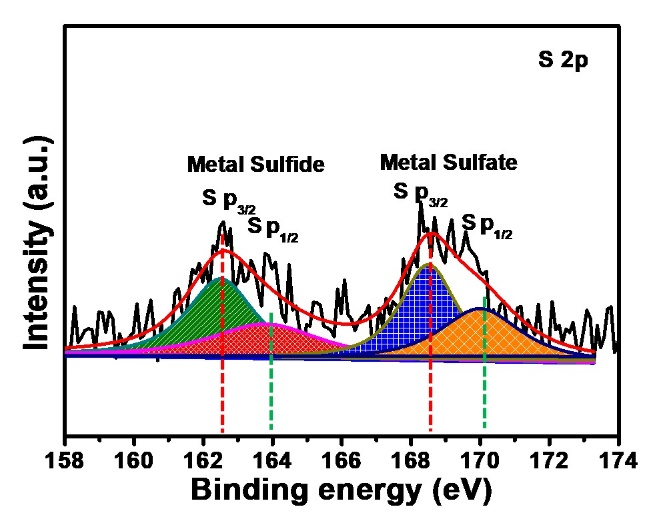 S 2p
Metal Sulfide
Metal Sulfate
S p3/2
S p1/2
S p3/2
S p1/2
Intensity (a.u.)
158 160 162 164 166 168 170 172 174
Binding energy (eV)